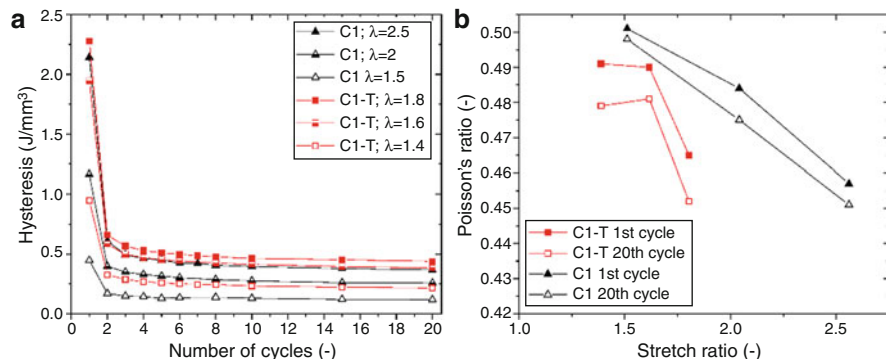 a
2.5
2.0
1.5
1.0
0.5
0.0
Hysteresis (J/mm³)
0 2 4 6 8 10 12 14 16 18 20
Number of cycles (-)
C1; λ=2.5
C1; λ=2
C1 λ=1.5
C1-T; λ=1.8
C1-T; λ=1.6
C1-T; λ=1.4
b
0.50
0.49
0.48
0.47
0.46
0.45
0.44
0.43
0.42
Poisson's ratio (-)
1.0 1.5 2.0 2.5
Stretch ratio (-)
C1-T 1st cycle
C1-T 20th cycle
C1 1st cycle
C1 20th cycle